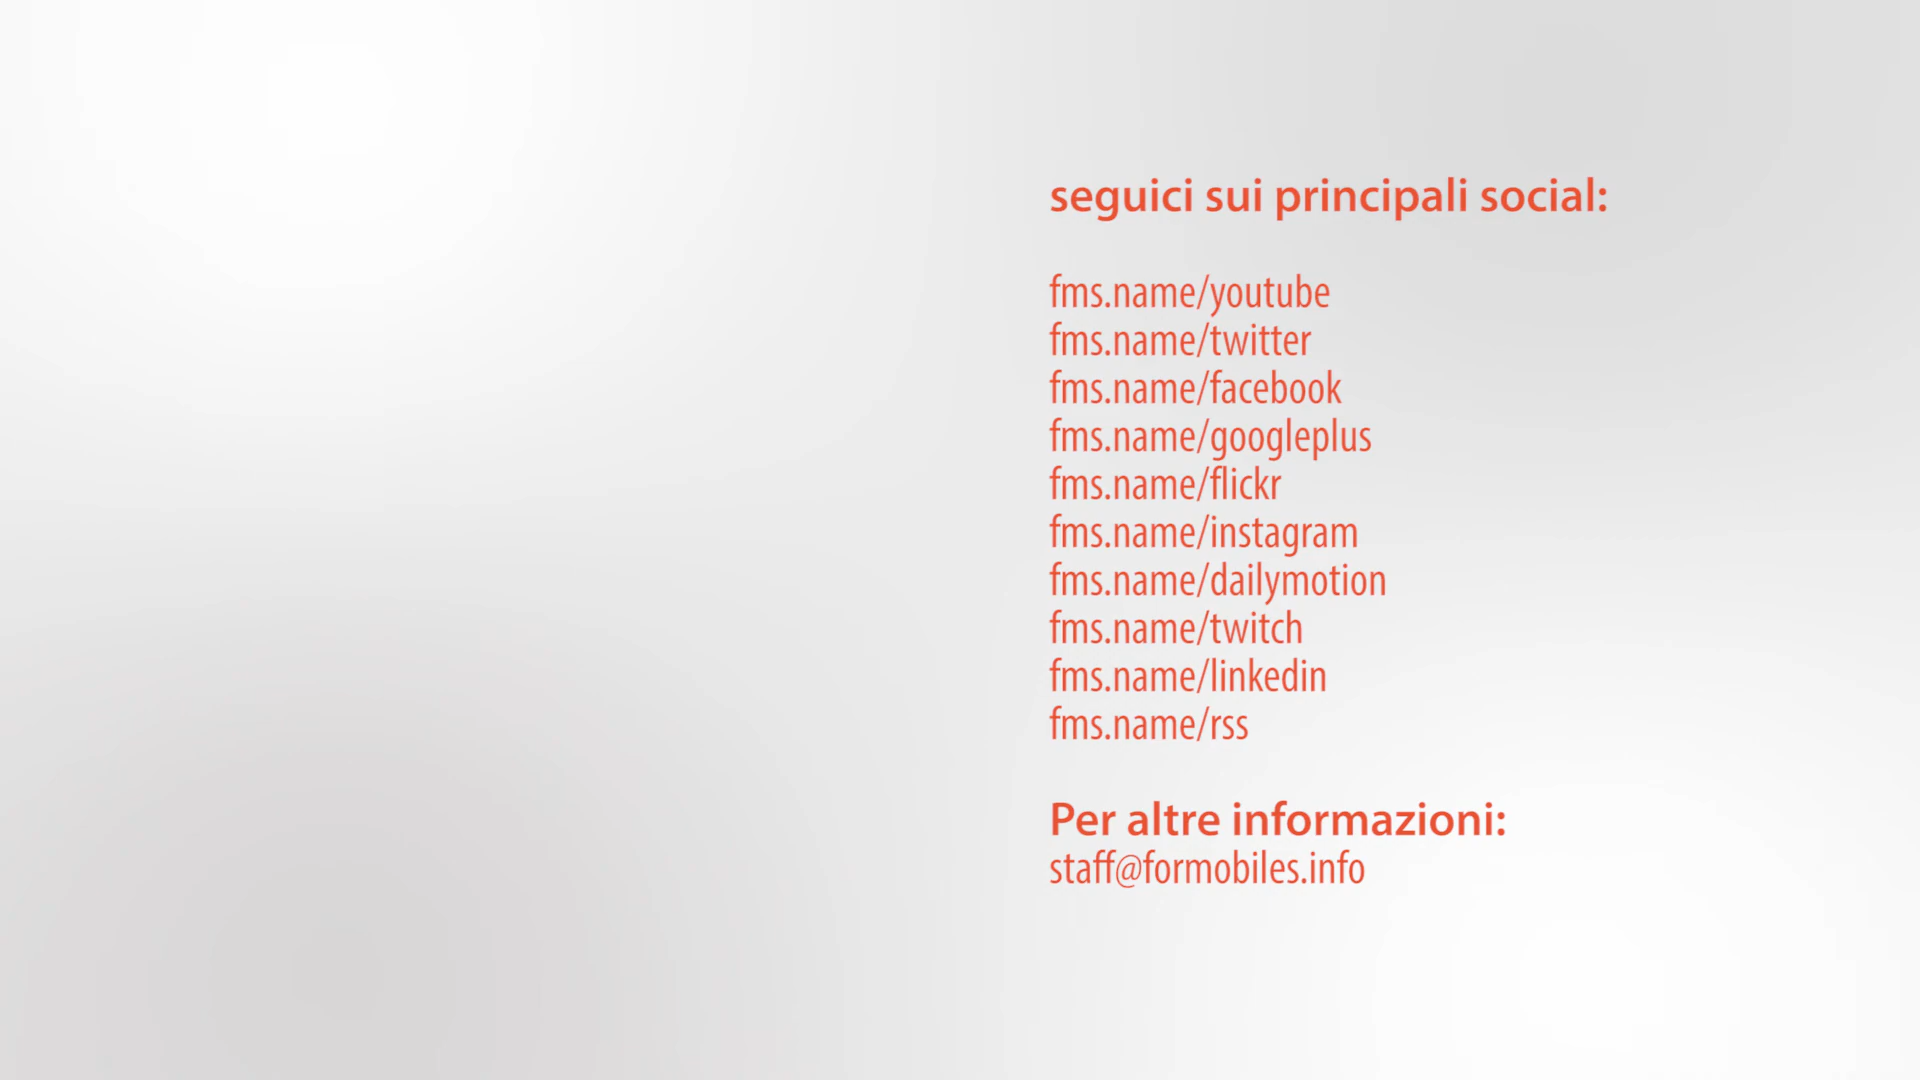 seguici sui principali social:
fms.name/youtube
fms.name/twitter
fms.name/facebook
fms.name/googleplus
fms.name/flickr
fms.name/instagram
fms.name/dailymotion
fms.name/twitch
fms.name/linkedin
fms.name/rss
Per altre informazioni:
staff@formobiles.info